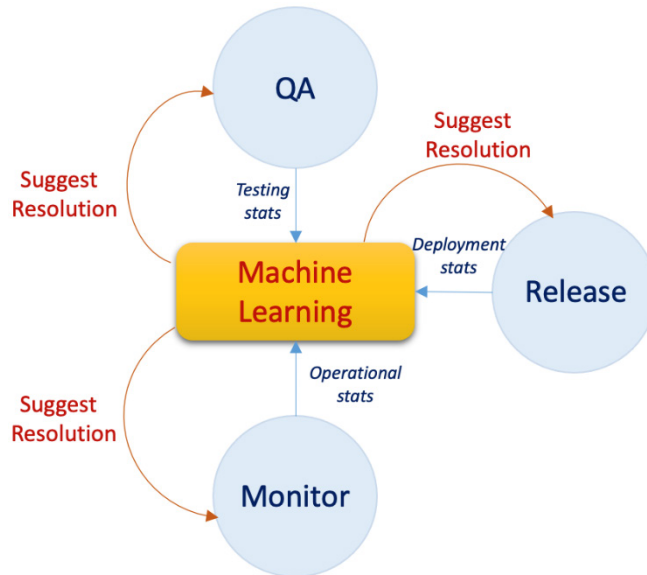 QA
Suggest
Resolution
Suggest
Resolution
Testing
stats
Deployment
stats
Machine
Learning
Release
Operational
stats
Suggest
Resolution
Monitor